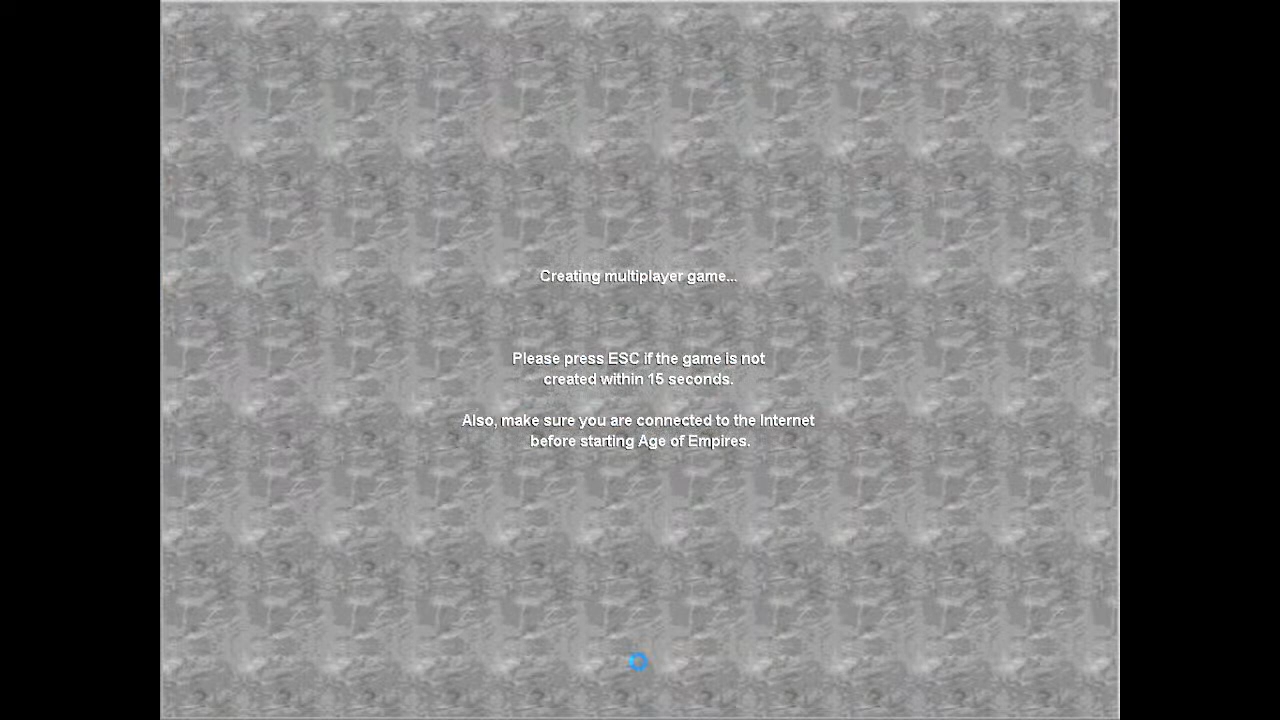 Creating multiplayer game...
Please press ESC if the game is not
created within 15 seconds.
Also, make sure you are connected to the Internet
before starting Age of Empires.